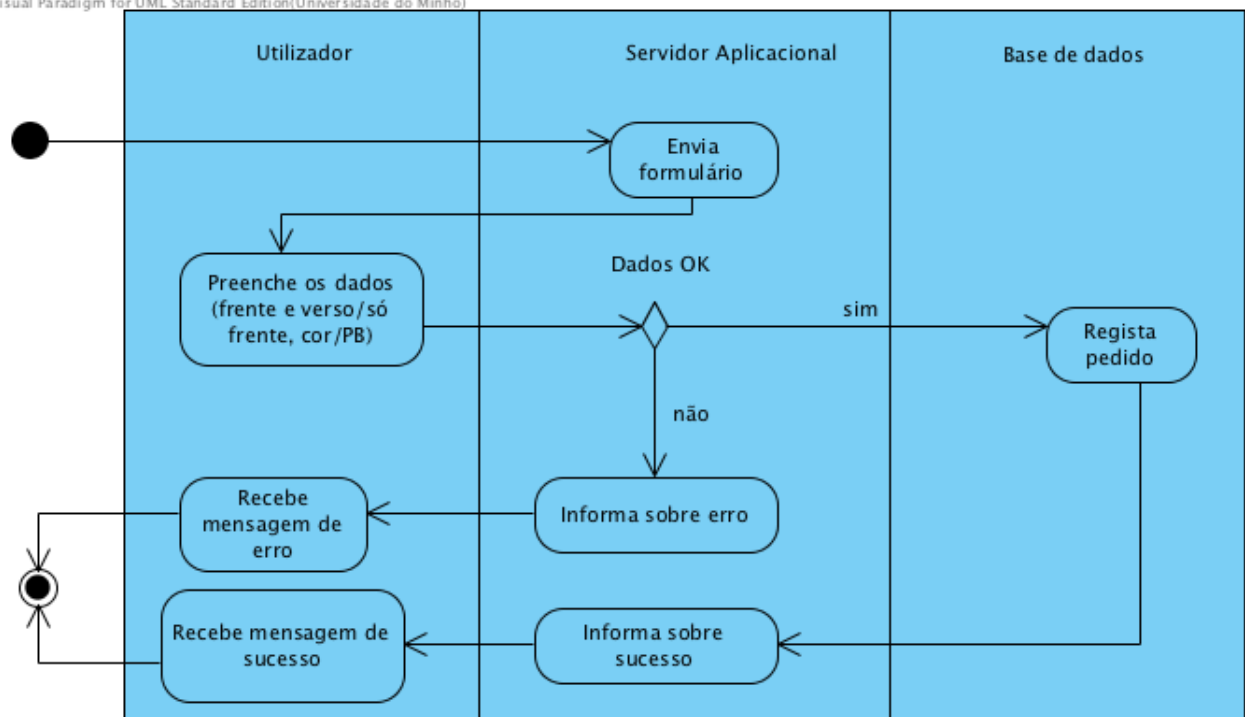 Visual Paradigm for UML Standard Edition(Universidade do Minho)
Utilizador
Servidor Aplicacional
Base de dados
Envia
formulário
Preenche os dados
(frente e verso/só
frente, cor/PB)
Dados OK
sim
Regista
pedido
não
Recebe
mensagem de
erro
Informa sobre erro
Recebe mensagem de
sucesso
Informa sobre
sucesso